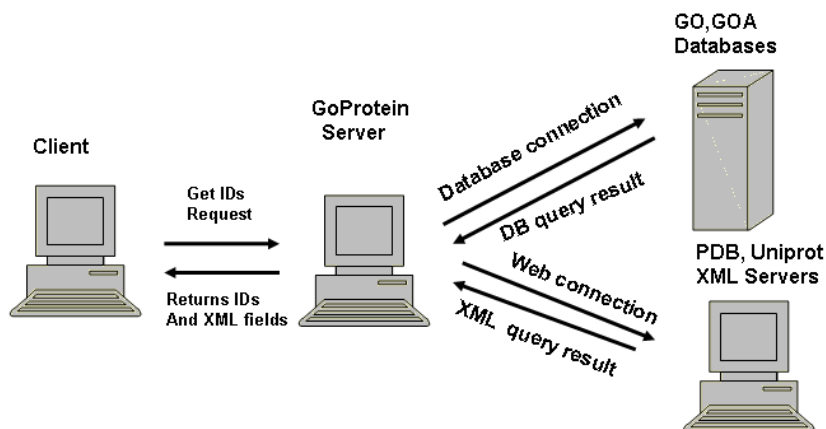 GO,GOA
Databases
GoProtein
Server
Client
Database connection
DB query result
Get IDs
Request
Returns IDs
And XML fields
Web connection
XML query result
PDB, Uniprot
XML Servers